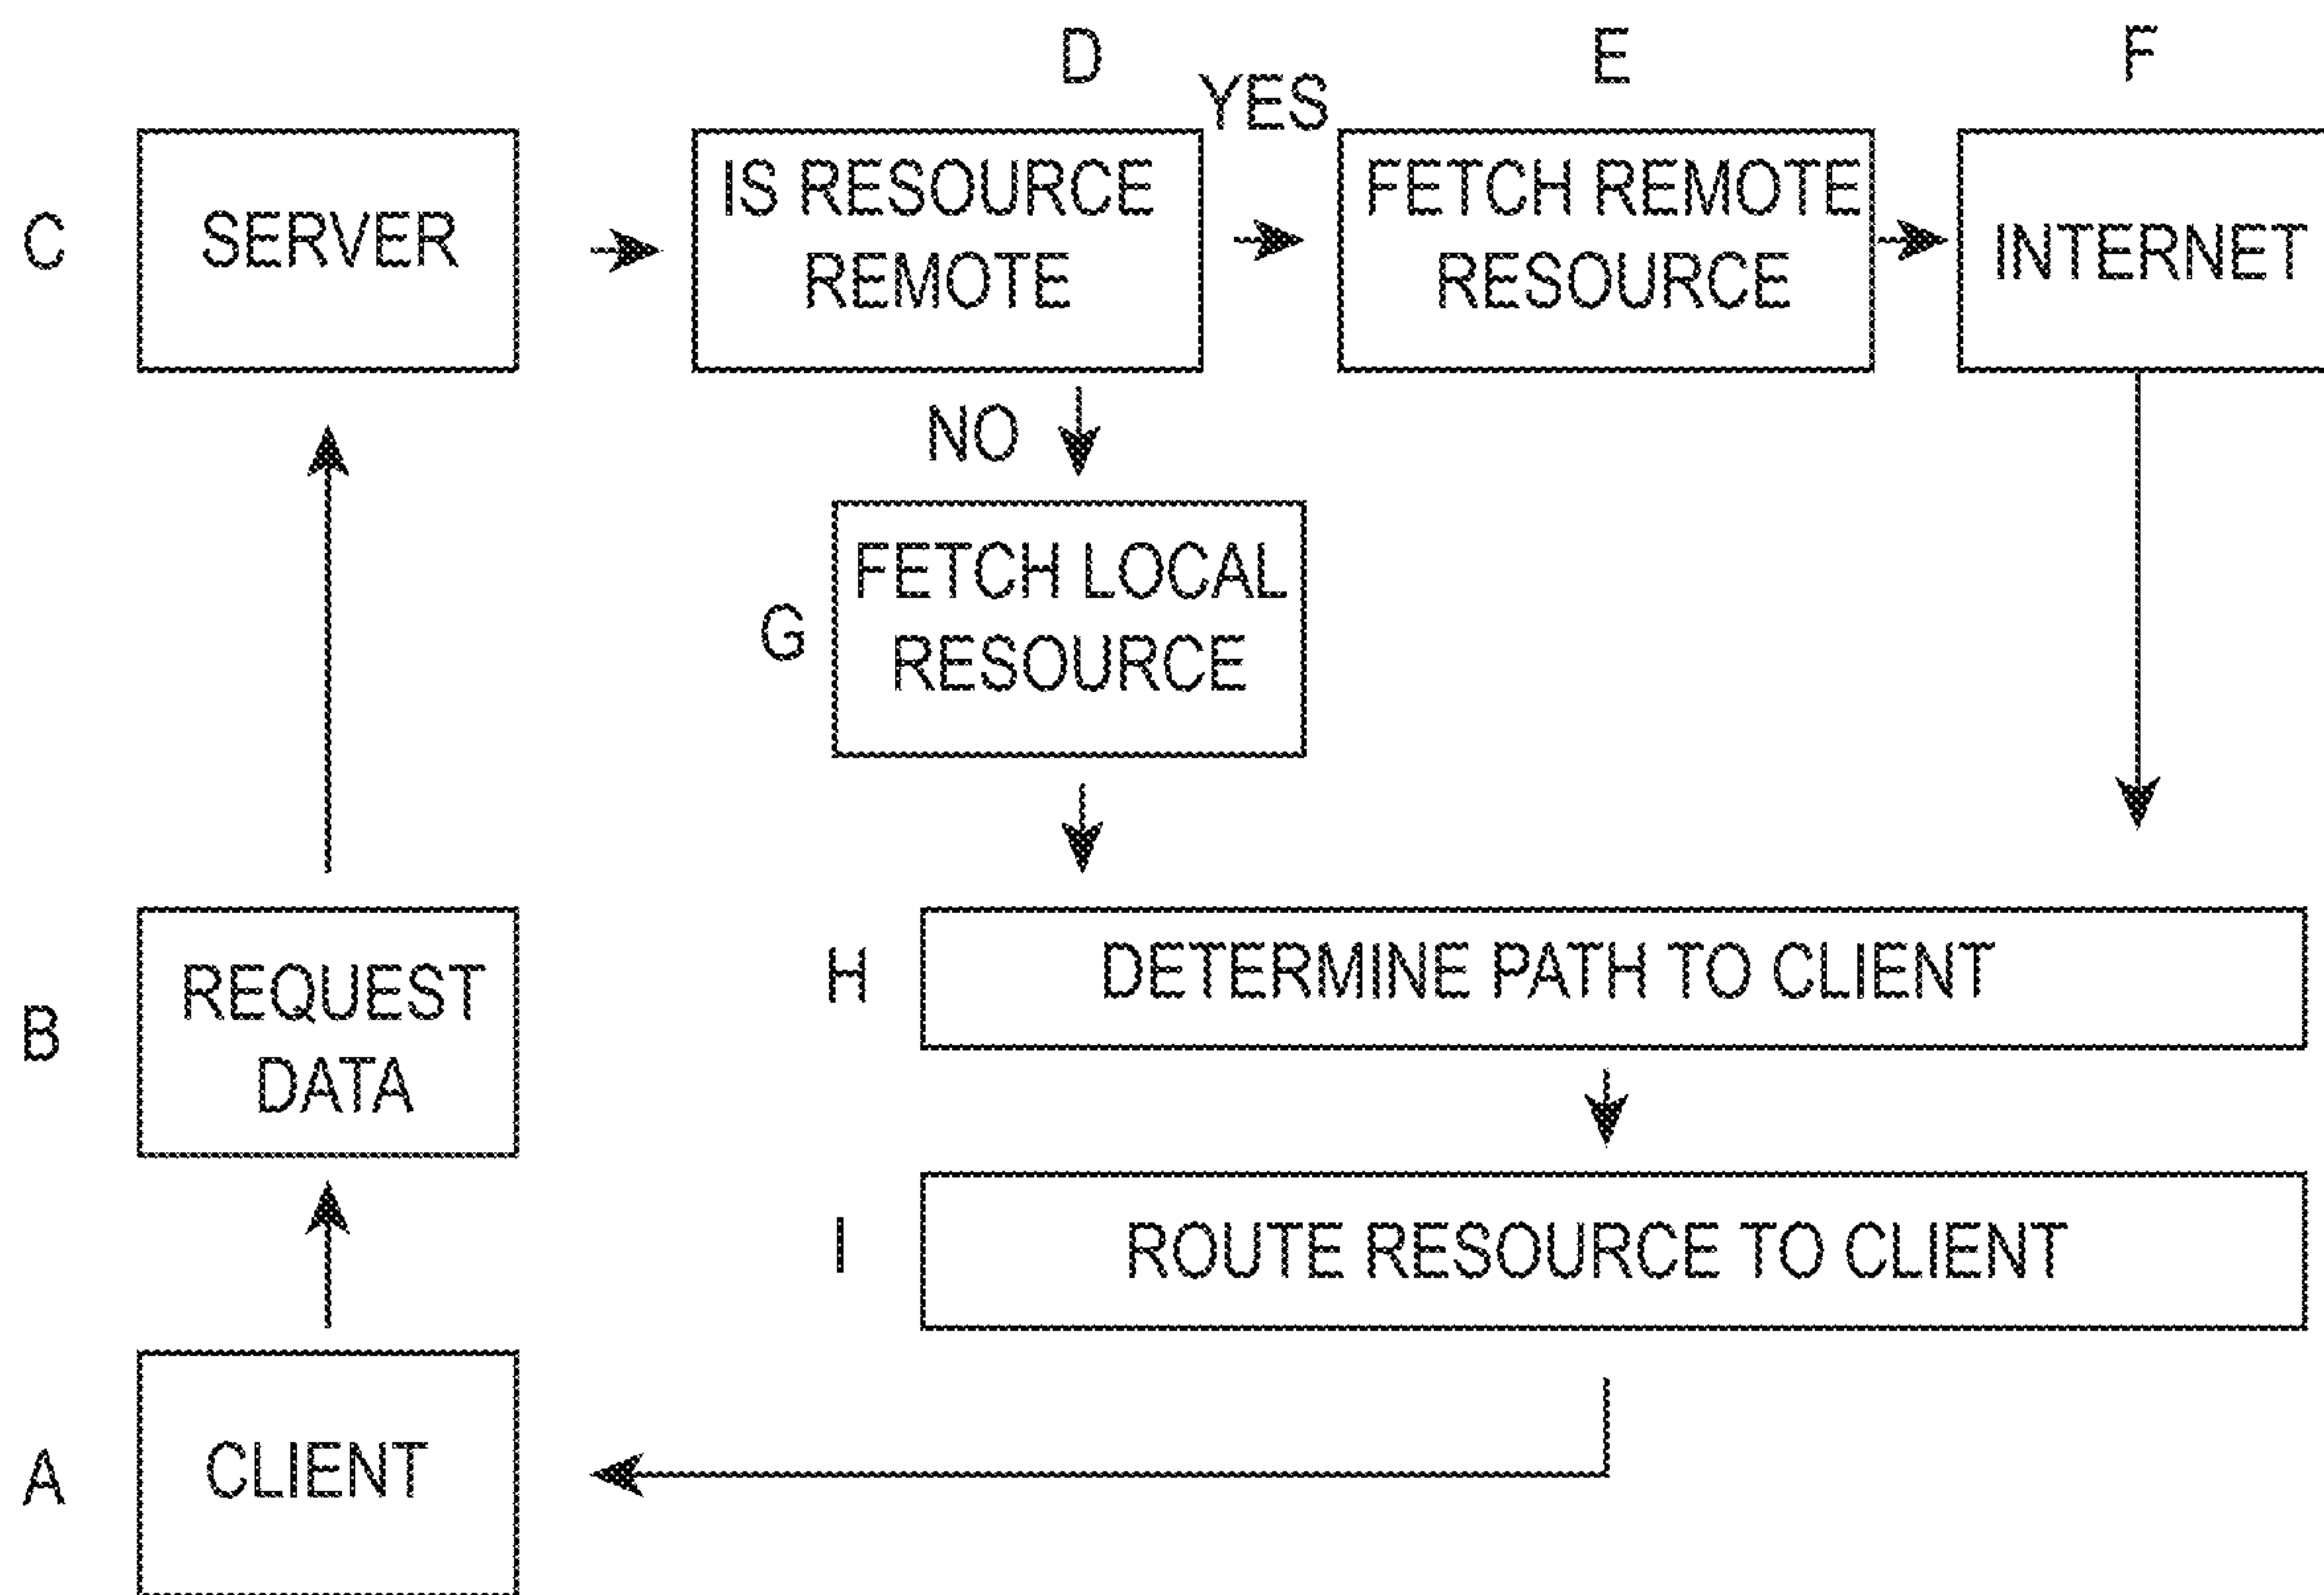 D
E
F
YES
C
SERVER
IS RESOURCE
REMOTE
FETCH REMOTE
RESOURCE
INTERNET
NO
G
FETCH LOCAL
RESOURCE
B
REQUEST
DATA
H
DETERMINE PATH TO CLIENT
I
ROUTE RESOURCE TO CLIENT
A
CLIENT